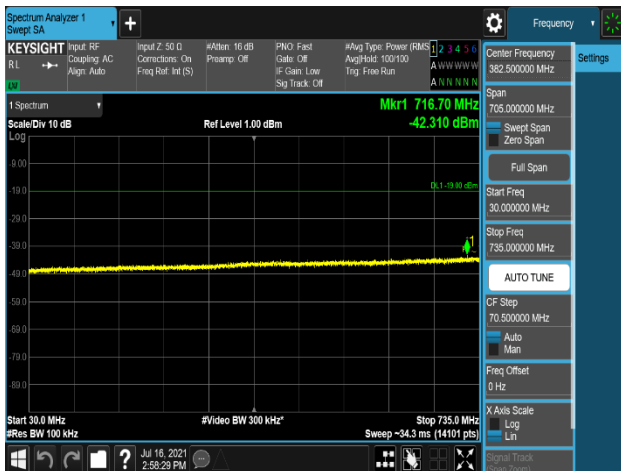 Spectrum Analyzer 1
Swept SA
+
Frequency
KEYSIGHT
RL
Input: RF
Coupling: AC
Align: Auto
Input Z: 50 Ω
Corrections: On
Freq Ref: Int (S)
#Atten: 16 dB
Preamp: Off
PNO: Fast
Gate: Off
IF Gain: Low
Sig Track: Off
#Avg Type: Power (RMS
Avg|Hold: 100/100
Trig: Free Run
1 2 3 4 5 6
A W W W W W
A N N N N N
1 Spectrum
Scale/Div 10 dB
Log
Ref Level 1.00 dBm
Mkr1 716.70 MHz
-42.310 dBm
-9.00
-19.0
DL1 -19.00 dBm
-29.0
-39.0
1
-49.0
-59.0
-69.0
-79.0
-89.0
Start 30.0 MHz
#Res BW 100 kHz
#Video BW 300 kHz*
Stop 735.0 MHz
Sweep ~34.3 ms (14101 pts)
?
Jul 16, 2021
2:58:29 PM
Center Frequency
382.500000 MHz
Span
705.000000 MHz
Swept Span
Zero Span
Full Span
Start Freq
30.000000 MHz
Stop Freq
735.000000 MHz
AUTO TUNE
CF Step
70.500000 MHz
Auto
Man
Freq Offset
0 Hz
X Axis Scale
Log
Lin
Signal Track
(Span Zoom)
Settings